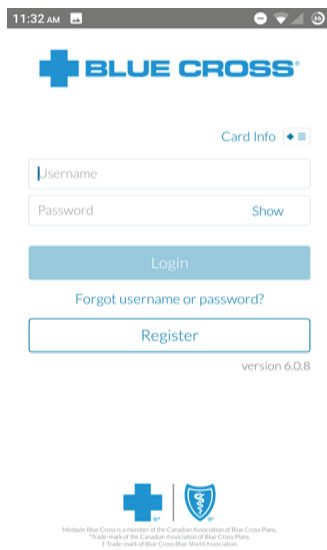 11:32 AM
BLUE CROSS®
Card Info
Username
Password Show
Login
Forgot username or password?
Register
version 6.0.8
Medavie Blue Cross is a member of the Canadian Association of Blue Cross Plans.
*Trade-mark of the Canadian Association of Blue Cross Plans.
† Trade-mark of Blue Cross Blue Shield Association.